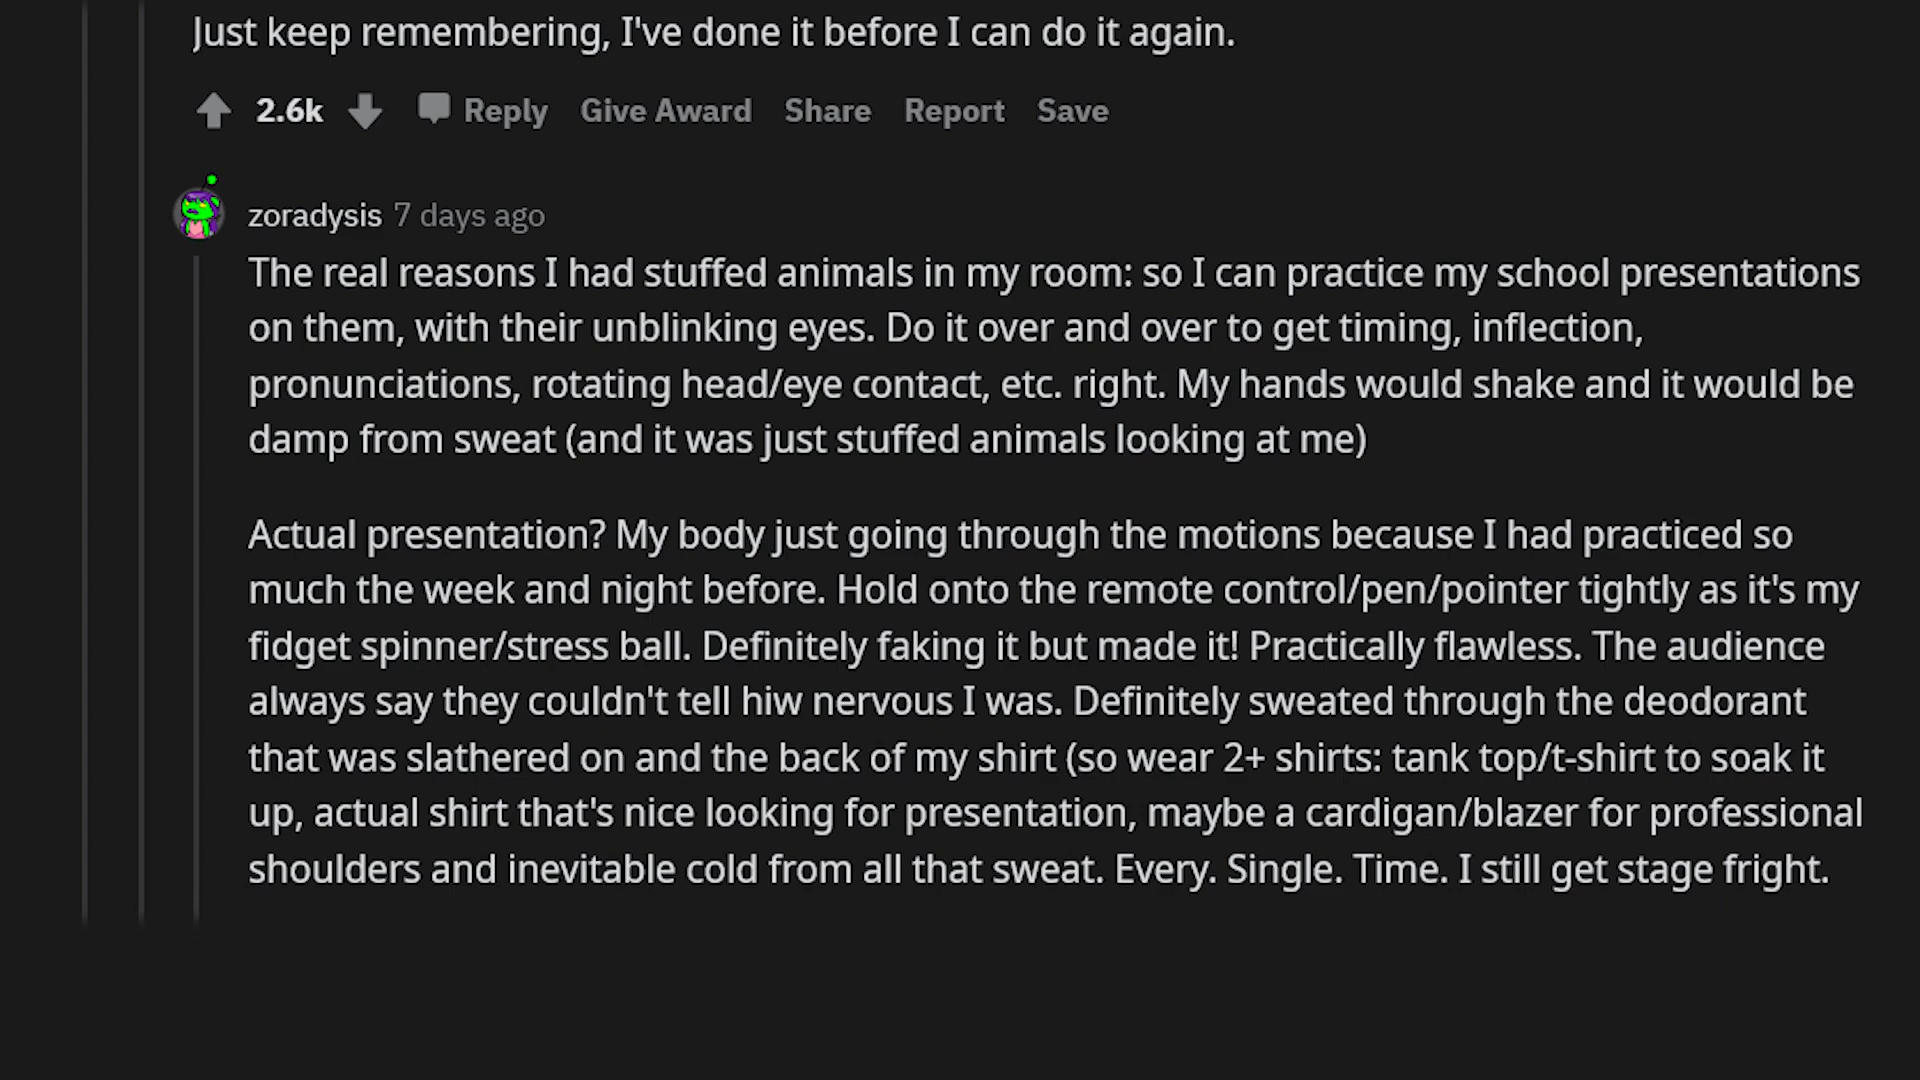 Just keep remembering, I've done it before I can do it again.
2.6k Reply Give Award Share Report Save
zoradysis 7 days ago
The real reasons I had stuffed animals in my room: so I can practice my school presentations
on them, with their unblinking eyes. Do it over and over to get timing, inflection,
pronunciations, rotating head/eye contact, etc. right. My hands would shake and it would be
damp from sweat (and it was just stuffed animals looking at me)
Actual presentation? My body just going through the motions because I had practiced so
much the week and night before. Hold onto the remote control/pen/pointer tightly as it's my
fidget spinner/stress ball. Definitely faking it but made it! Practically flawless. The audience
always say they couldn't tell hiw nervous I was. Definitely sweated through the deodorant
that was slathered on and the back of my shirt (so wear 2+ shirts: tank top/t-shirt to soak it
up, actual shirt that's nice looking for presentation, maybe a cardigan/blazer for professional
shoulders and inevitable cold from all that sweat. Every. Single. Time. I still get stage fright.